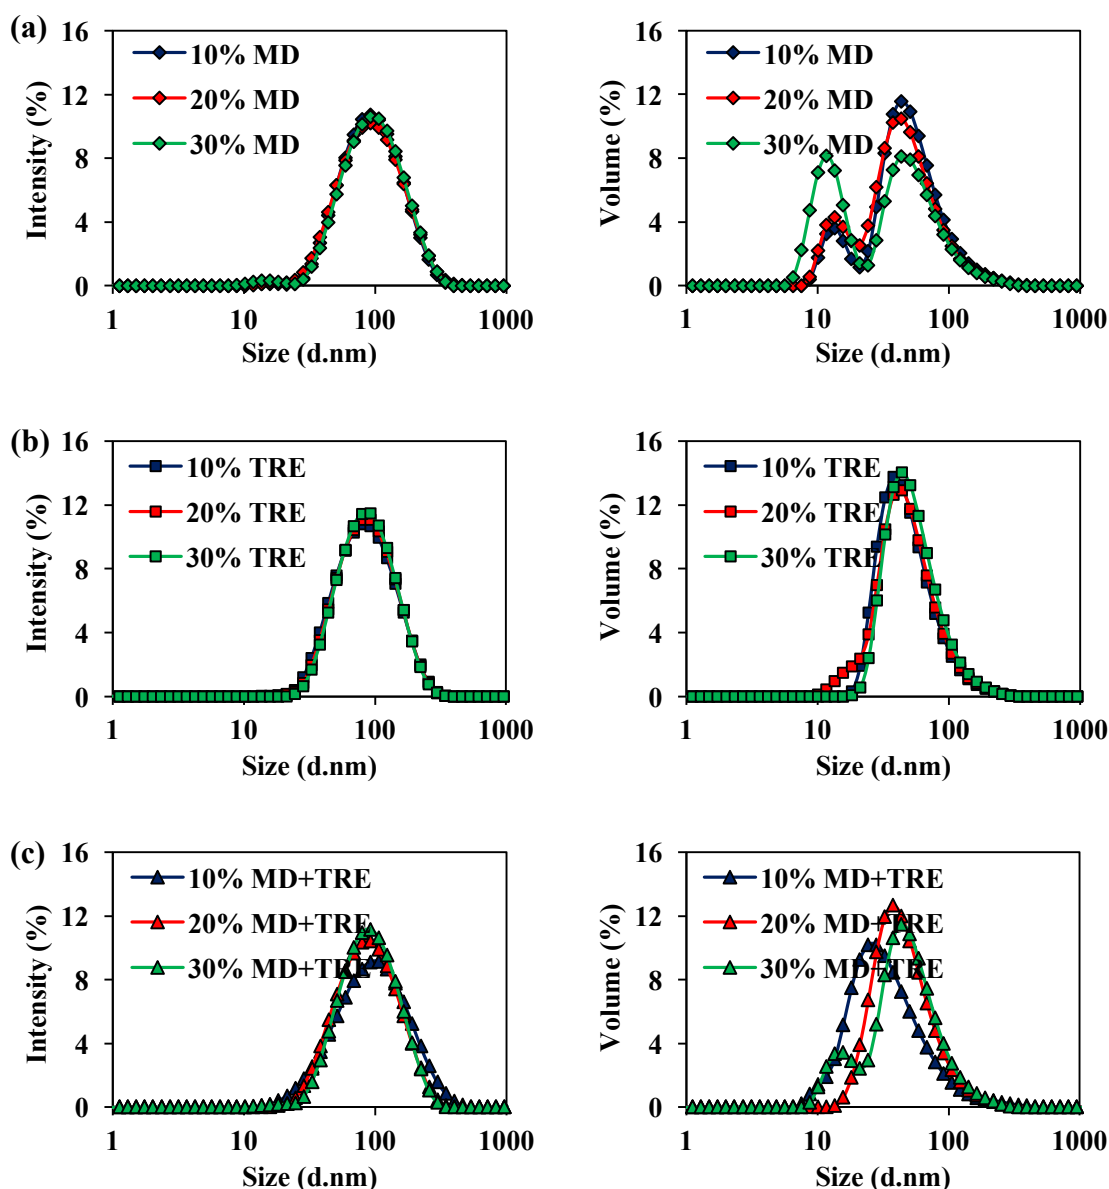 (a)
16
12
8
4
0
Intensity (%)
10% MD
20% MD
30% MD
1 10 100 1000
Size (d.nm)
16
12
8
4
0
Volume (%)
10% MD
20% MD
30% MD
1 10 100 1000
Size (d.nm)
(b)
16
12
8
4
0
Intensity (%)
10% TRE
20% TRE
30% TRE
1 10 100 1000
Size (d.nm)
16
12
8
4
0
Volume (%)
10% TRE
20% TRE
30% TRE
1 10 100 1000
Size (d.nm)
(c)
16
12
8
4
0
Intensity (%)
10% MD+TRE
20% MD+TRE
30% MD+TRE
1 10 100 1000
Size (d.nm)
16
12
8
4
0
Volume (%)
10% MD+TRE
20% MD+TRE
30% MD+TRE
1 10 100 1000
Size (d.nm)